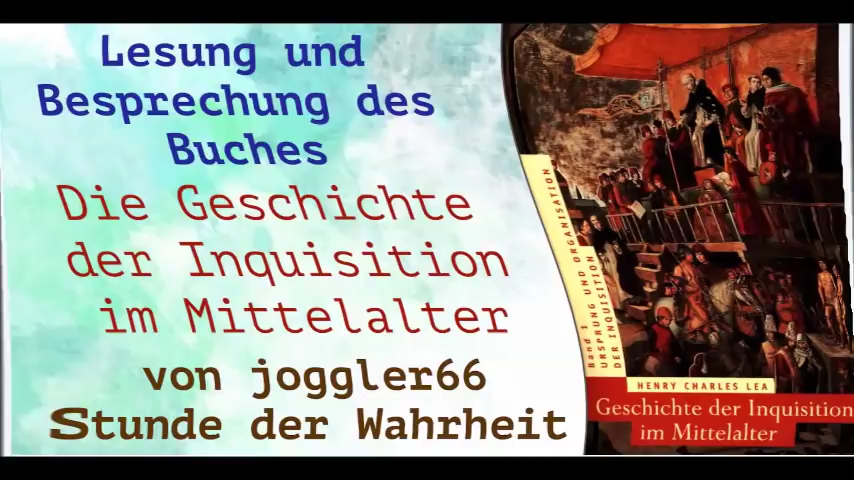 Lesung und
Besprechung des
Buches
Die Geschichte
der Inquisition
im Mittelalter
von joggler66
Stunde der Wahrheit
Band 1
URSPRUNG UND ORGANISATION
DER INQUISITION
HENRY CHARLES LEA
Geschichte der Inquisition
im Mittelalter